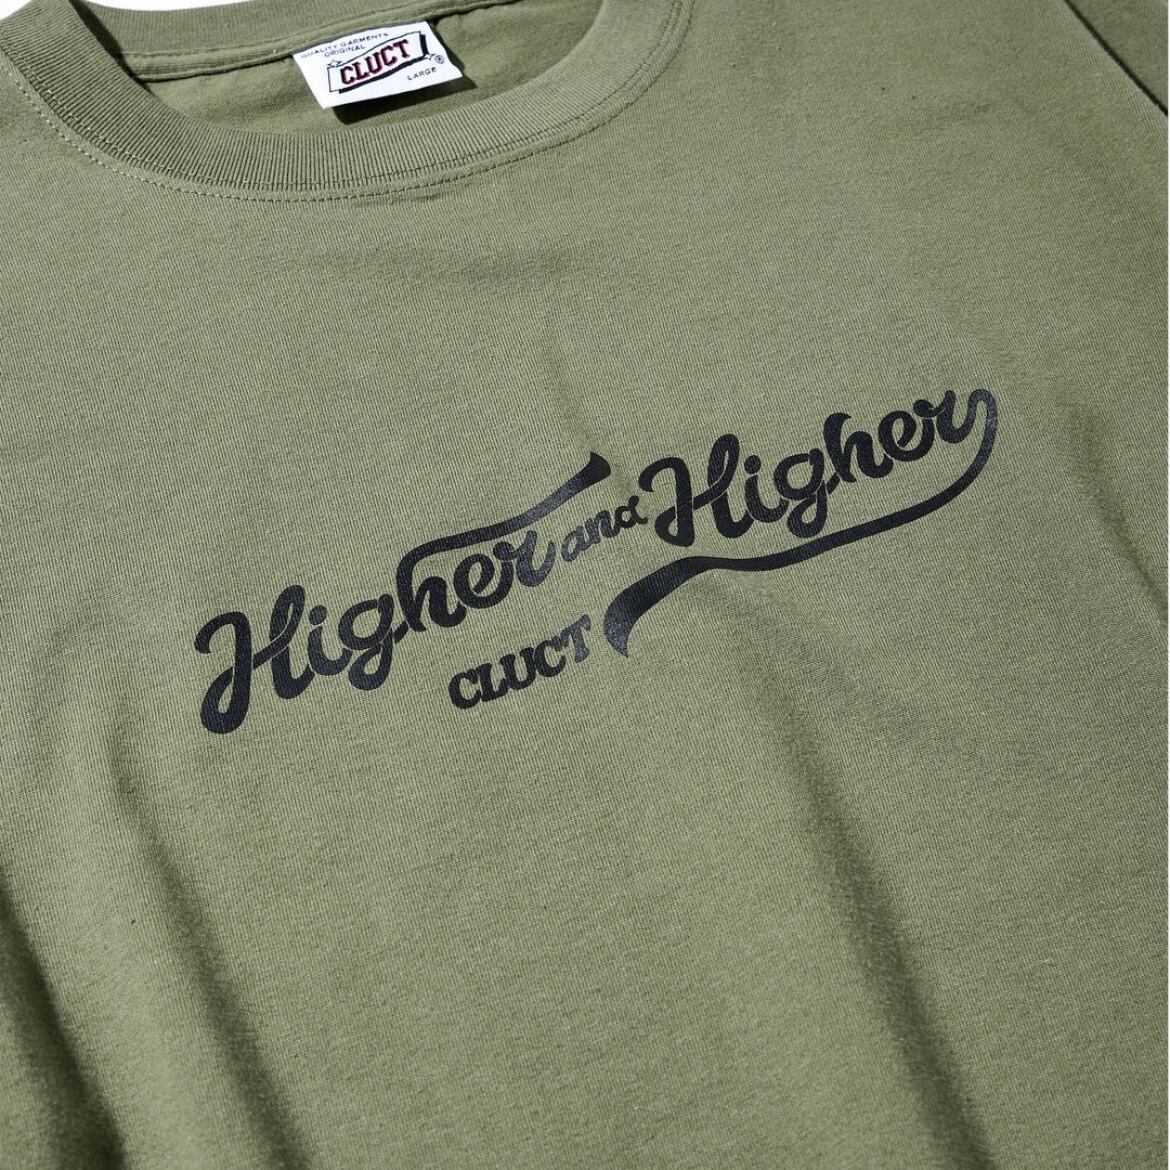 QUALITY GARMENTS
ORIGINAL
CLUCT®
LARGE
Higher and Higher
CLUCT